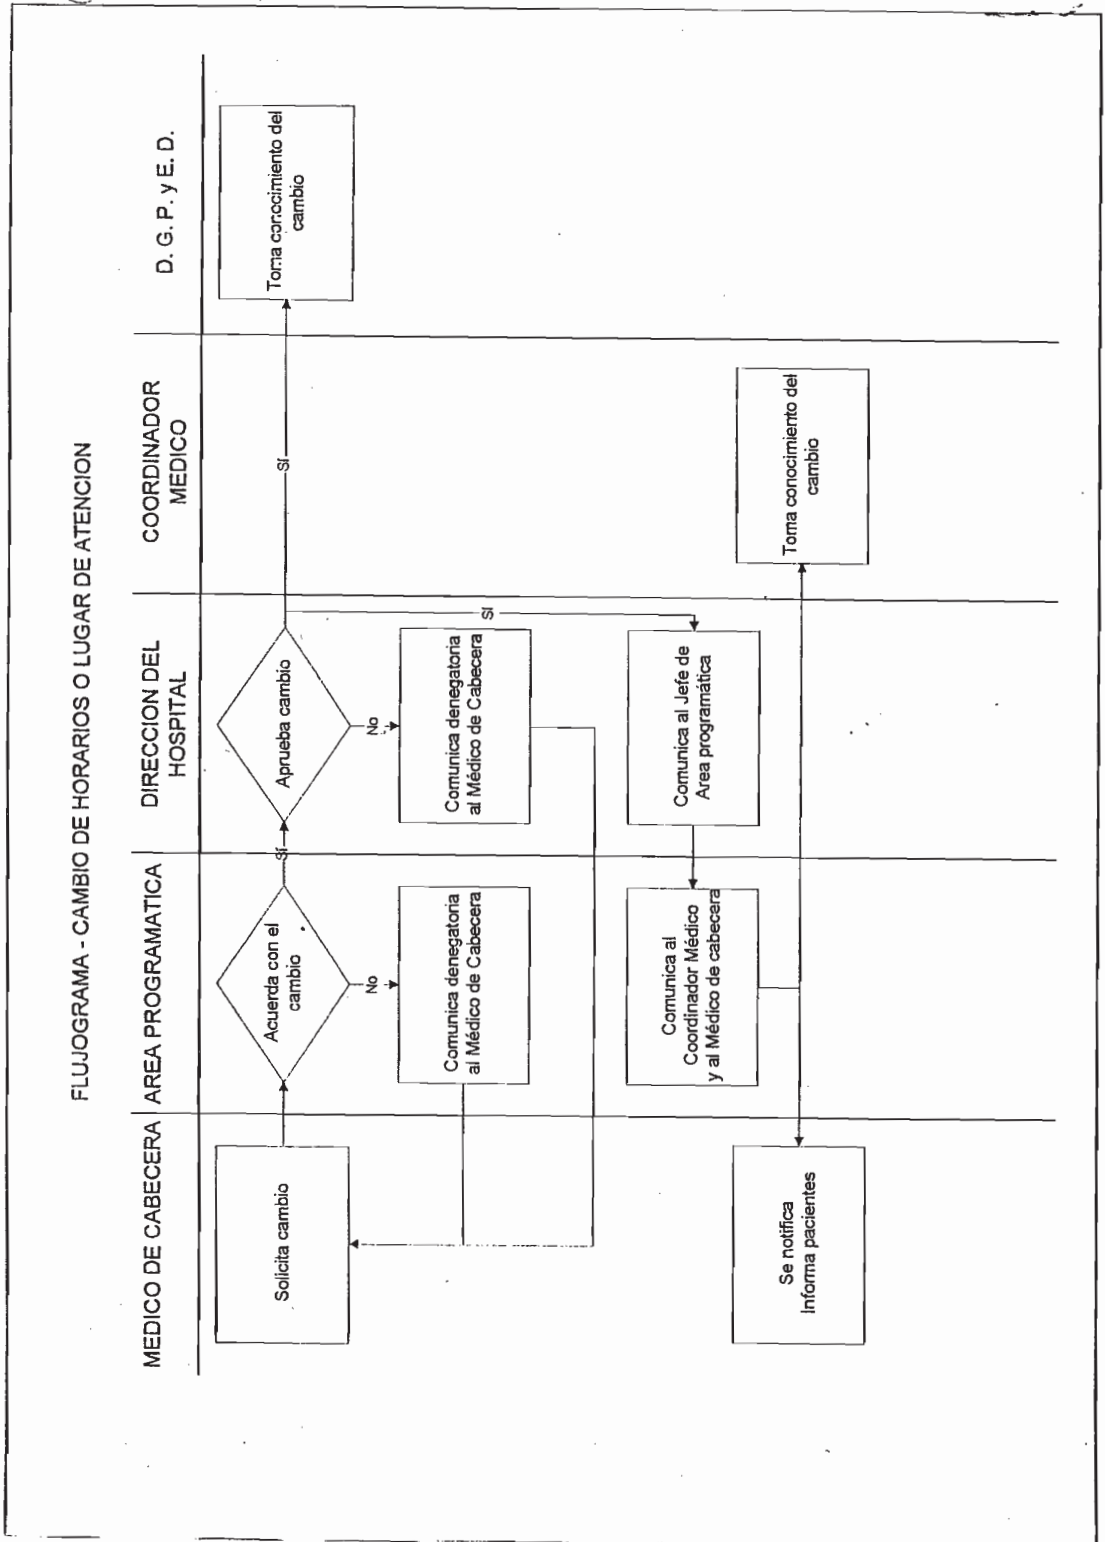 FLUJOGRAMA - CAMBIO DE HORARIOS O LUGAR DE ATENCION
MEDICO DE CABECERA
AREA PROGRAMATICA
DIRECCION DEL
HOSPITAL
COORDINADOR
MEDICO
D. G. P. y E. D.
Solicita cambio
Acuerda con el
cambio
Sí
Aprueba cambio
Sí
Toma conocimiento del
cambio
No
No
Comunica denegatoria
al Médico de Cabecera
Comunica denegatoria
al Médico de Cabecera
Sí
Comunica al
Coordinador Médico
y al Médico de cabecera
Comunica al Jefe de
Area programática
Se notifica
Informa pacientes
Toma conocimiento del
cambio